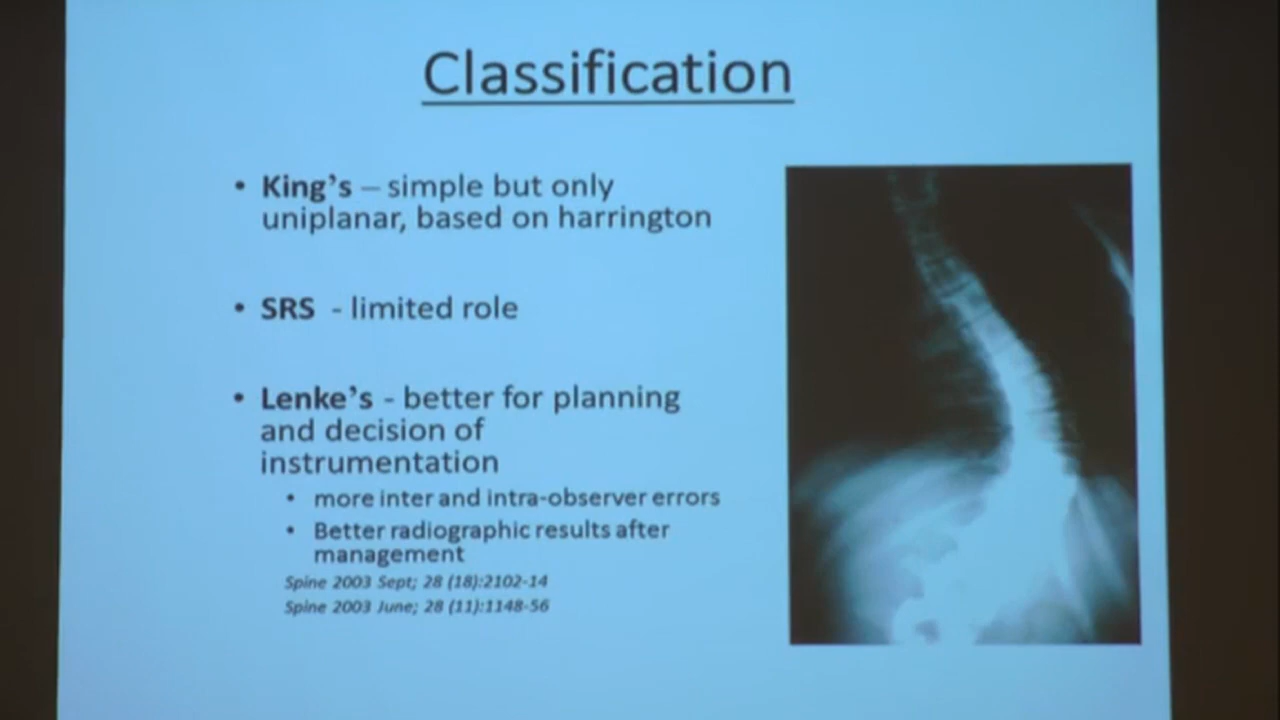 Classification
• King's – simple but only
uniplanar, based on harrington
• SRS - limited role
• Lenke's - better for planning
and decision of
instrumentation
• more inter and intra-observer errors
• Better radiographic results after
management
Spine 2003 Sept; 28 (18):2102-14
Spine 2003 June; 28 (11):1148-56